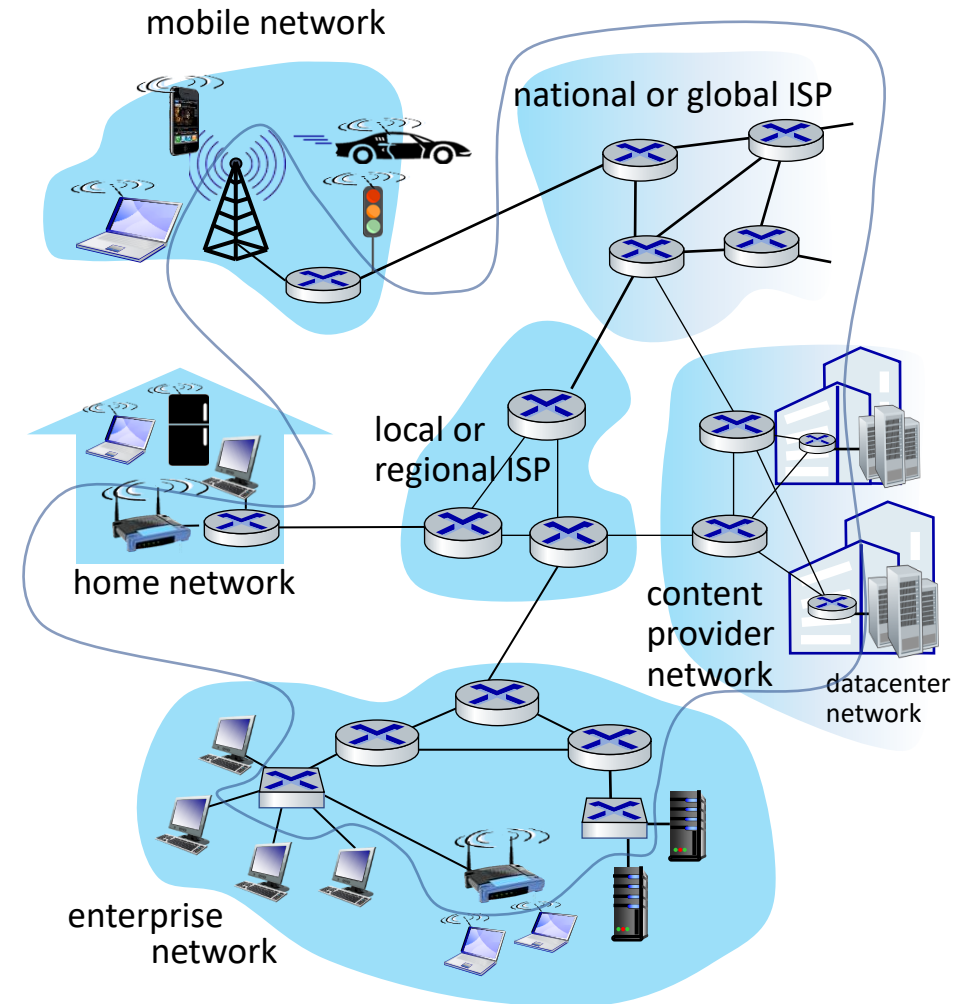 mobile network
national or global ISP
local or
regional ISP
home network
content
provider
network
datacenter
network
enterprise
network